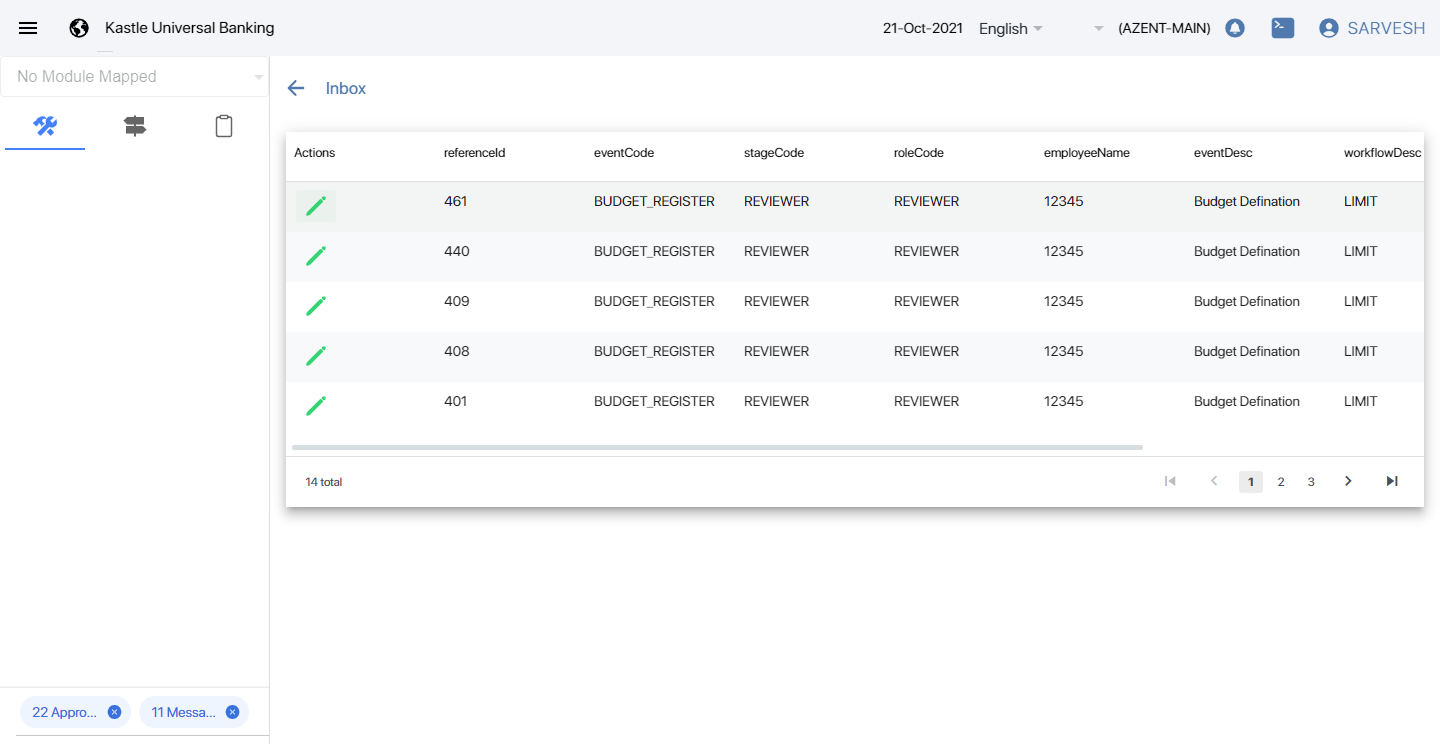 Kastle Universal Banking
21-Oct-2021 English (AZENT-MAIN) SARVESH
No Module Mapped
Inbox
Actions referenceId eventCode stageCode roleCode employeeName eventDesc workflowDesc
461 BUDGET_REGISTER REVIEWER REVIEWER 12345 Budget Defination LIMIT
440 BUDGET_REGISTER REVIEWER REVIEWER 12345 Budget Defination LIMIT
409 BUDGET_REGISTER REVIEWER REVIEWER 12345 Budget Defination LIMIT
408 BUDGET_REGISTER REVIEWER REVIEWER 12345 Budget Defination LIMIT
401 BUDGET_REGISTER REVIEWER REVIEWER 12345 Budget Defination LIMIT
14 total 1 2 3
22 Appro... 11 Messa...